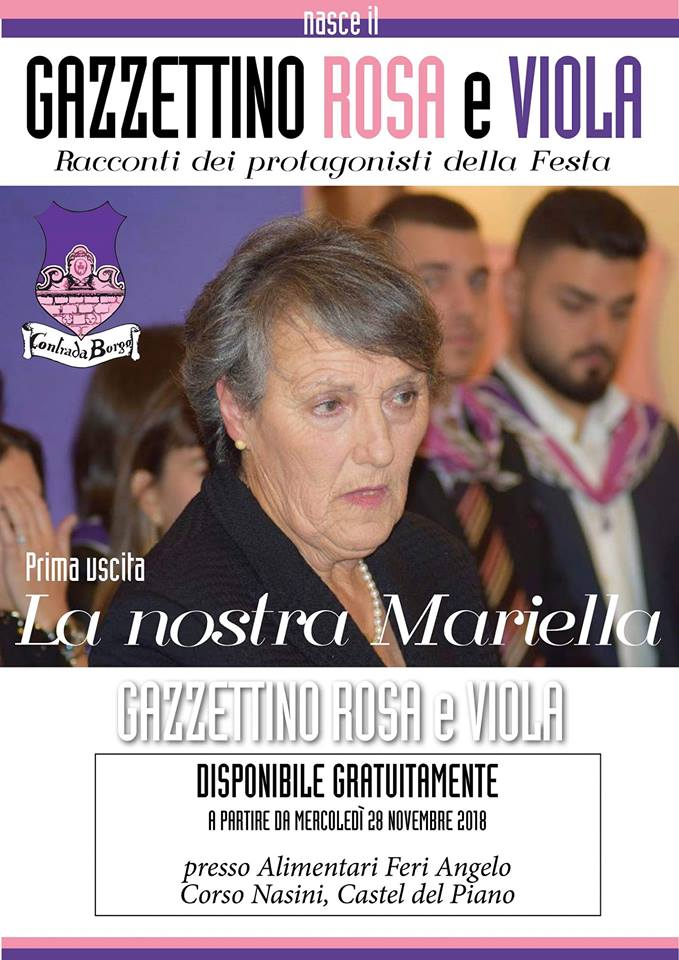 nasce il
GAZZETTINO ROSA e VIOLA
Racconti dei protagonisti della Festa
Contrada Borgo
Prima uscita
La nostra Mariella
GAZZETTINO ROSA e VIOLA
DISPONIBILE GRATUITAMENTE
A PARTIRE DA MERCOLEDÌ 28 NOVEMBRE 2018
presso Alimentari Feri Angelo
Corso Nasini, Castel del Piano